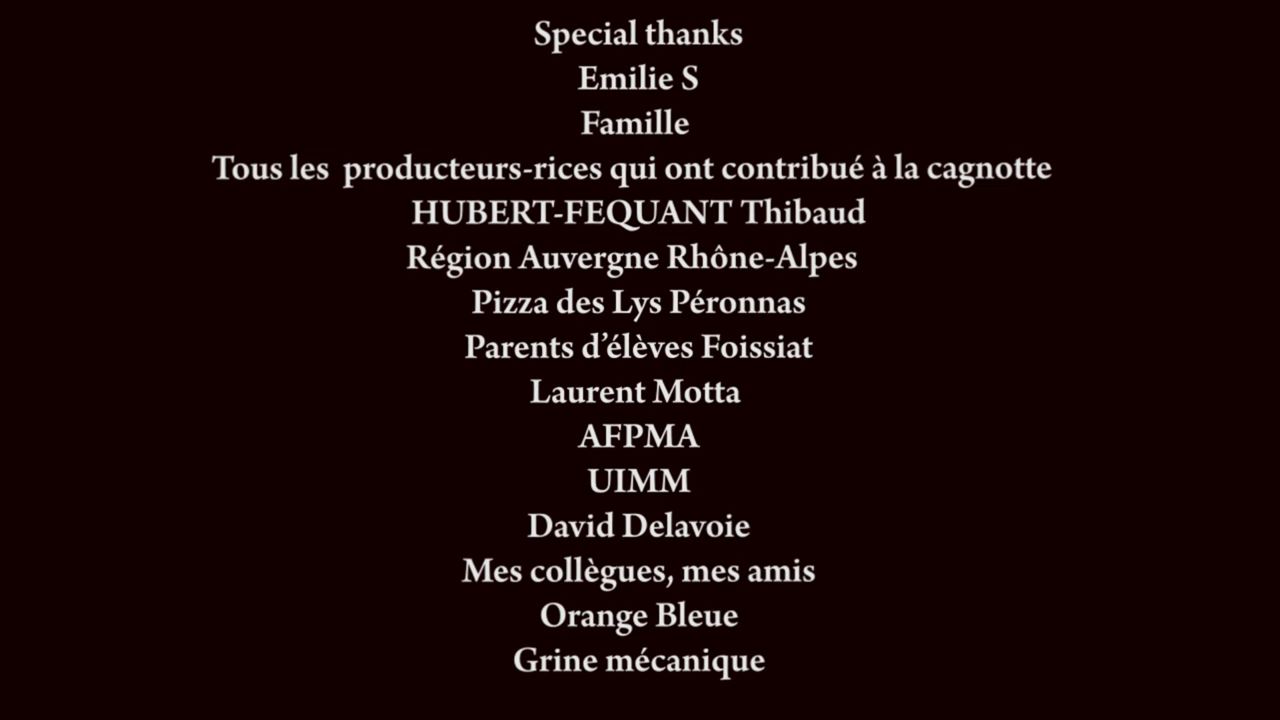 Special thanks
Emilie S
Famille
Tous les  producteurs-rices qui ont contribué à la cagnotte
HUBERT-FEQUANT Thibaud
Région Auvergne Rhône-Alpes
Pizza des Lys Péronnas
Parents d’élèves Foissiat
Laurent Motta
AFPMA
UIMM
David Delavoie
Mes collègues, mes amis
Orange Bleue
Grine mécanique